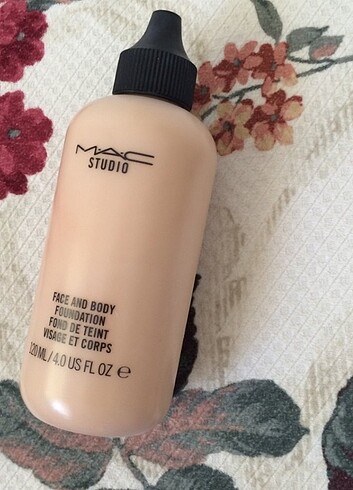 M·A·C
STUDIO
FACE AND BODY
FOUNDATION
FOND DE TEINT
VISAGE ET CORPS
120 ML / 4.0 US FL OZ ℮